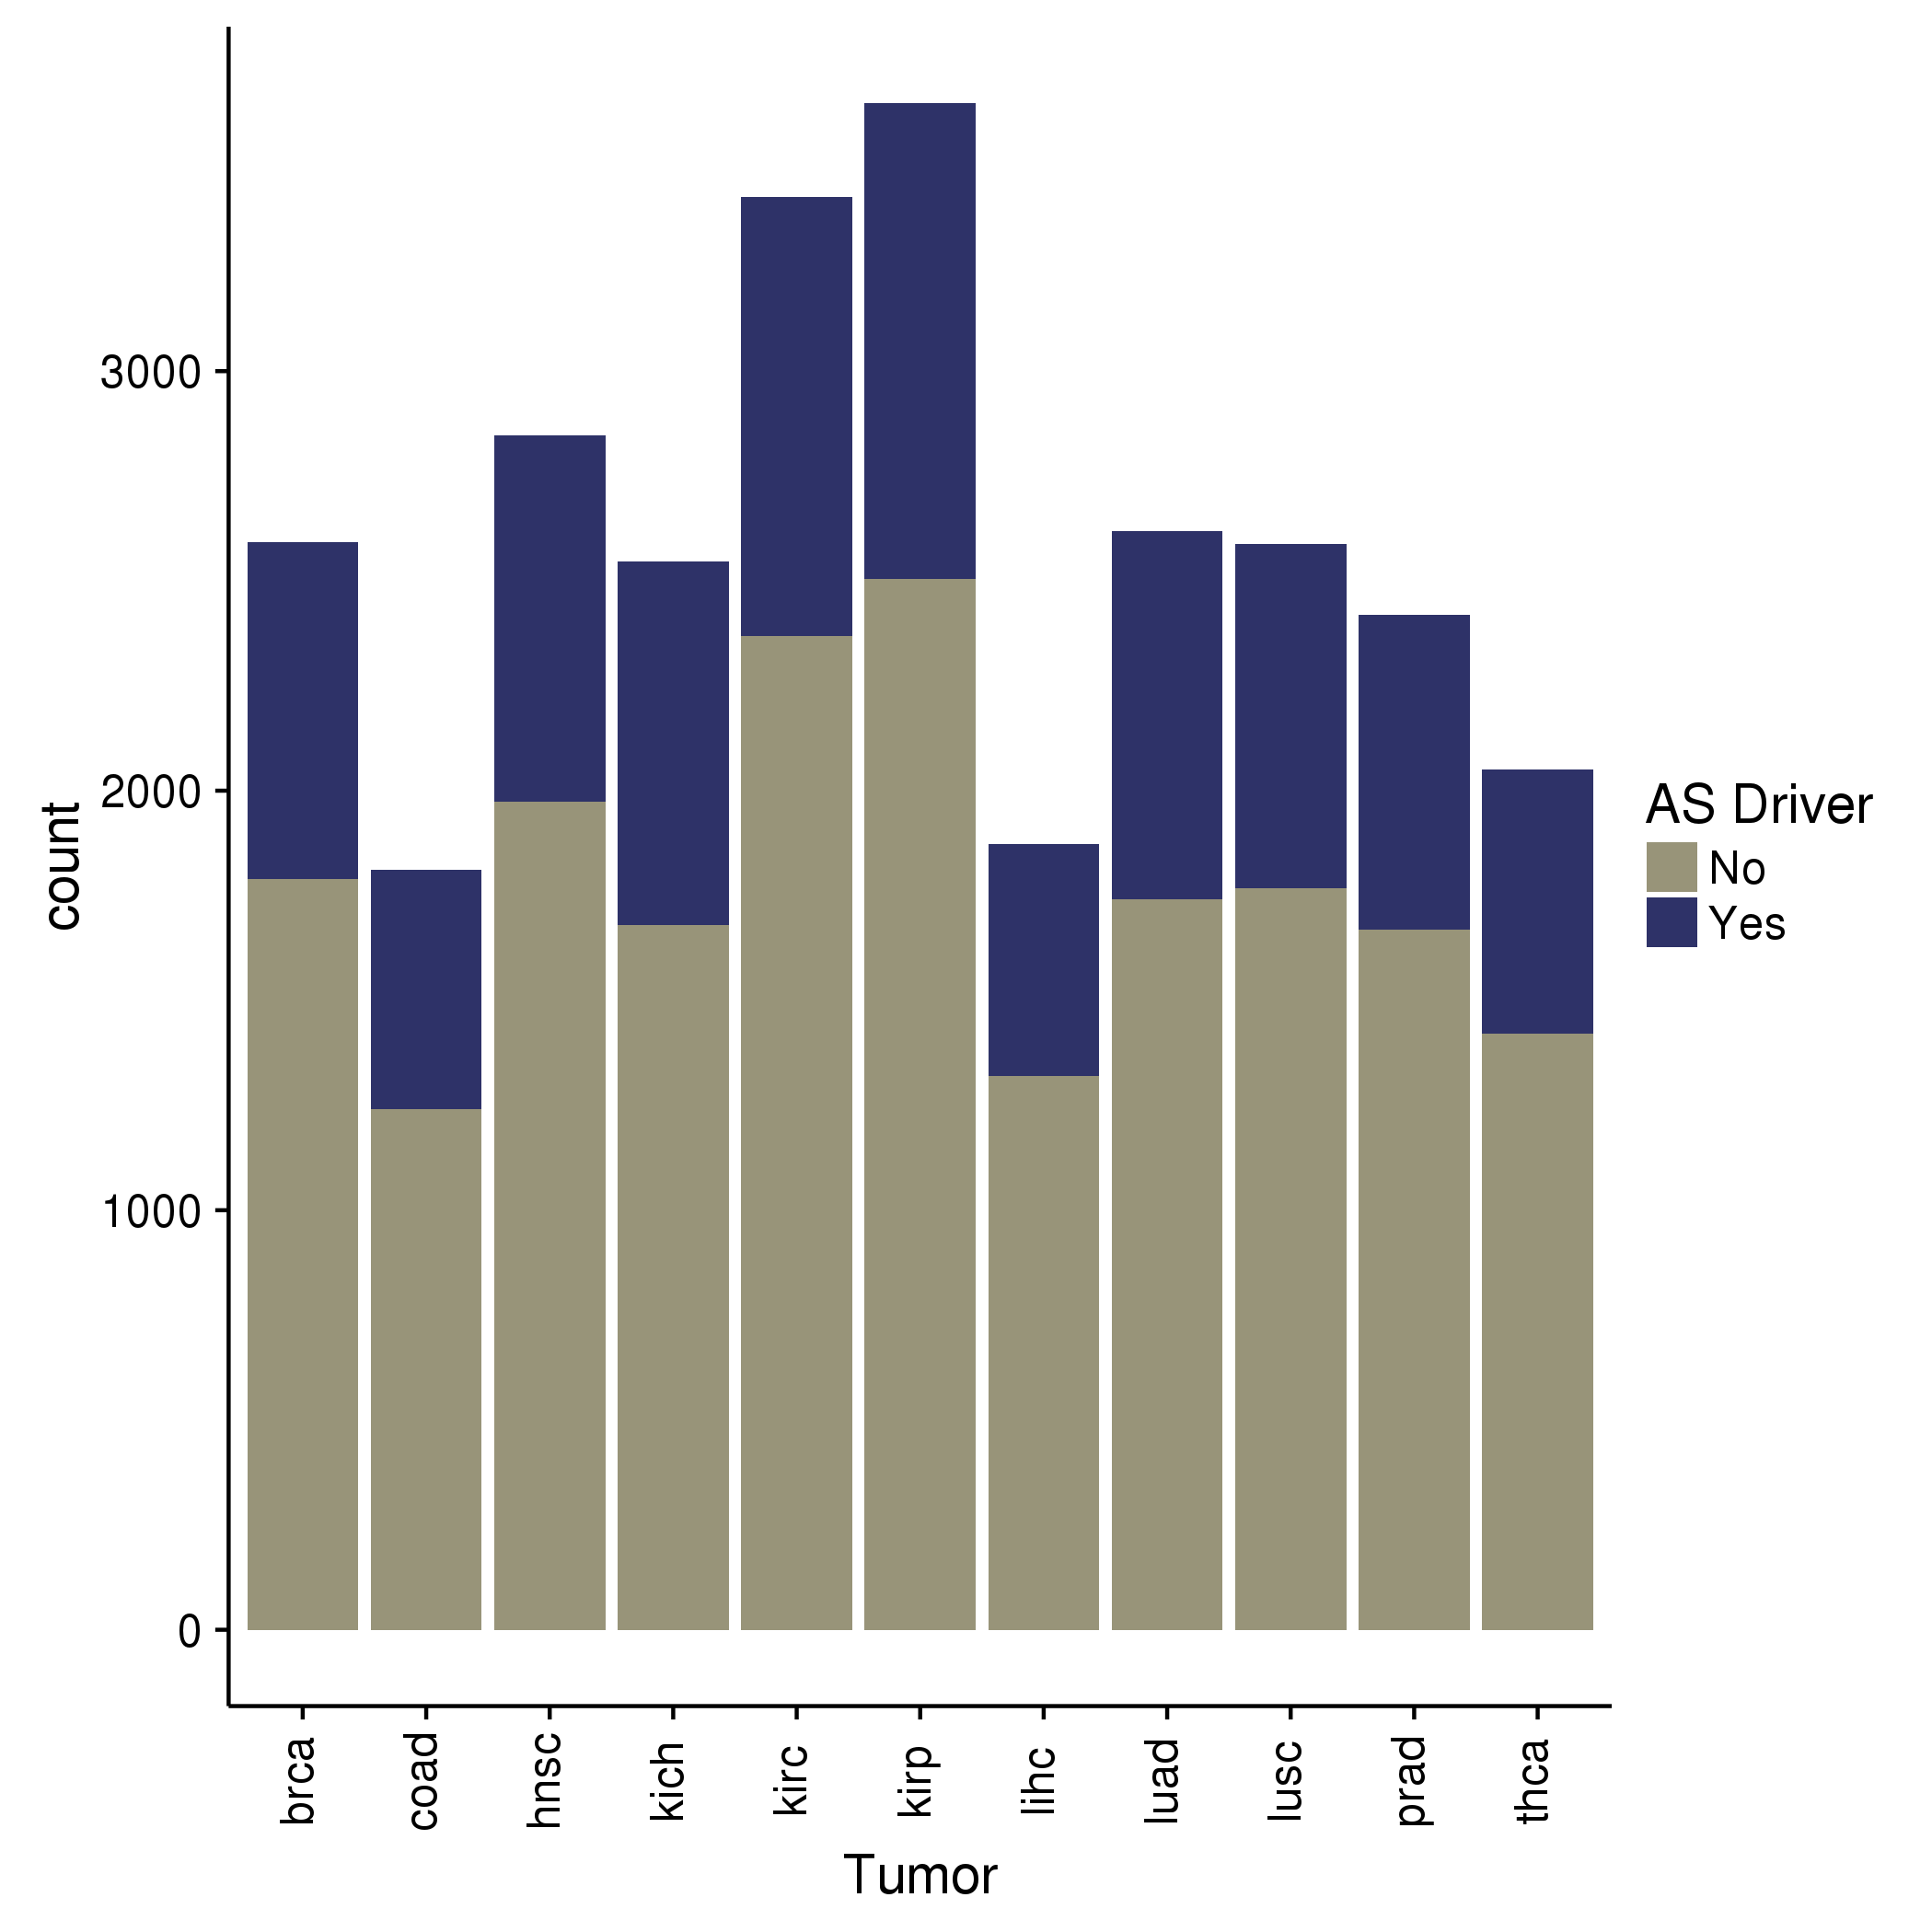 count
3000
2000
1000
0
brca
coad
hnsc
kich
kirc
kirp
lihc
luad
lusc
prad
thca
Tumor
AS Driver
No
Yes